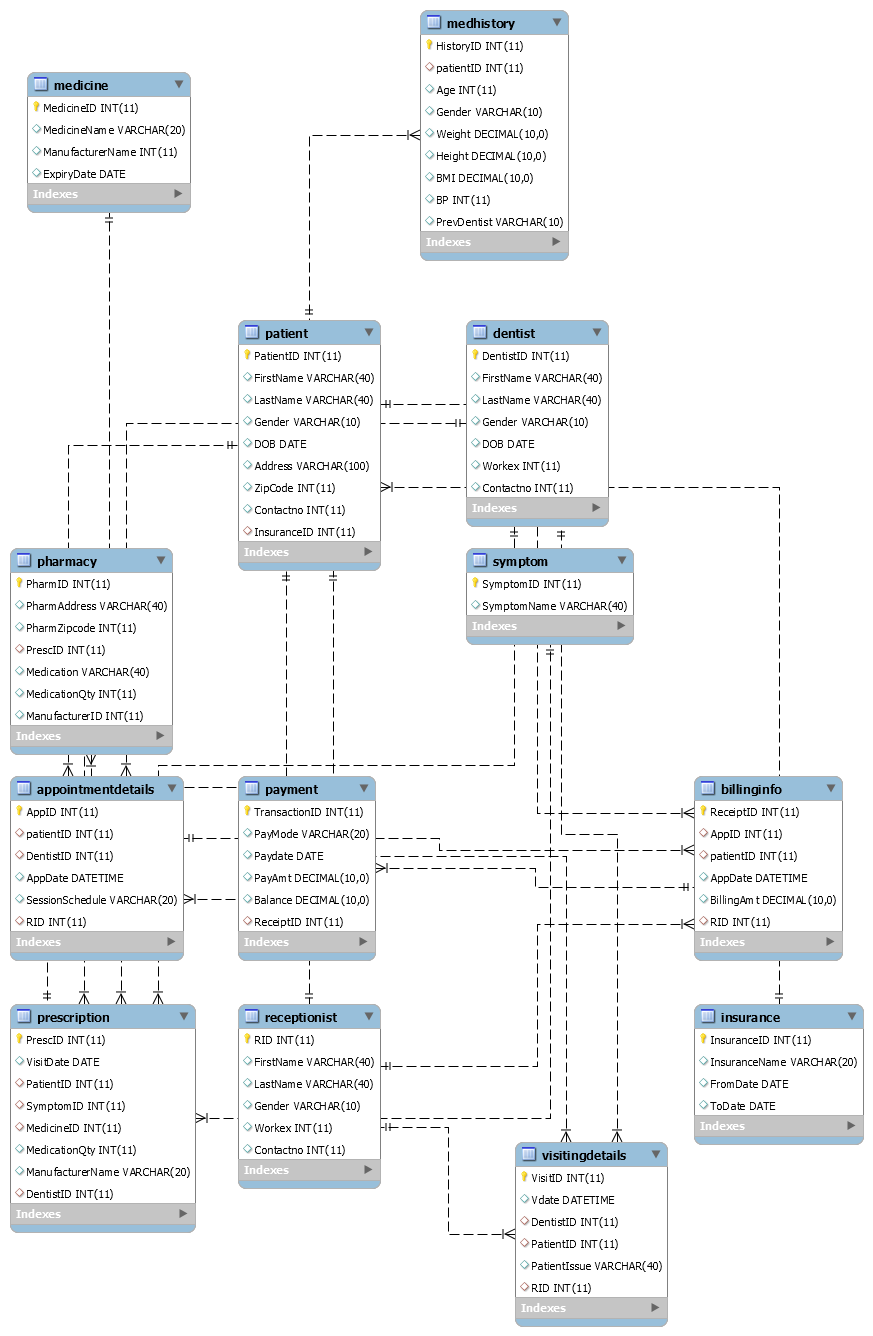 medhistory
HistoryID INT(11)
patientID INT(11)
Age INT(11)
Gender VARCHAR(10)
Weight DECIMAL(10,0)
Height DECIMAL(10,0)
BMI DECIMAL(10,0)
BP INT(11)
PrevDentist VARCHAR(10)
Indexes
medicine
MedicineID INT(11)
MedicineName VARCHAR(20)
ManufacturerName INT(11)
ExpiryDate DATE
Indexes
patient
PatientID INT(11)
FirstName VARCHAR(40)
LastName VARCHAR(40)
Gender VARCHAR(10)
DOB DATE
Address VARCHAR(100)
ZipCode INT(11)
Contactno INT(11)
InsuranceID INT(11)
Indexes
dentist
DentistID INT(11)
FirstName VARCHAR(40)
LastName VARCHAR(40)
Gender VARCHAR(10)
DOB DATE
Workex INT(11)
Contactno INT(11)
Indexes
pharmacy
PharmID INT(11)
PharmAddress VARCHAR(40)
PharmZipcode INT(11)
PrescID INT(11)
Medication VARCHAR(40)
MedicationQty INT(11)
ManufacturerID INT(11)
Indexes
symptom
SymptomID INT(11)
SymptomName VARCHAR(40)
Indexes
appointmentdetails
AppID INT(11)
patientID INT(11)
DentistID INT(11)
AppDate DATETIME
SessionSchedule VARCHAR(20)
RID INT(11)
Indexes
payment
TransactionID INT(11)
PayMode VARCHAR(20)
Paydate DATE
PayAmt DECIMAL(10,0)
Balance DECIMAL(10,0)
ReceiptID INT(11)
Indexes
billinginfo
ReceiptID INT(11)
AppID INT(11)
patientID INT(11)
AppDate DATETIME
BillingAmt DECIMAL(10,0)
RID INT(11)
Indexes
prescription
PrescID INT(11)
VisitDate DATE
PatientID INT(11)
SymptomID INT(11)
MedicineID INT(11)
MedicationQty INT(11)
ManufacturerName VARCHAR(20)
DentistID INT(11)
Indexes
receptionist
RID INT(11)
FirstName VARCHAR(40)
LastName VARCHAR(40)
Gender VARCHAR(10)
Workex INT(11)
Contactno INT(11)
Indexes
insurance
InsuranceID INT(11)
InsuranceName VARCHAR(20)
FromDate DATE
ToDate DATE
Indexes
visitingdetails
VisitID INT(11)
Vdate DATETIME
DentistID INT(11)
PatientID INT(11)
PatientIssue VARCHAR(40)
RID INT(11)
Indexes